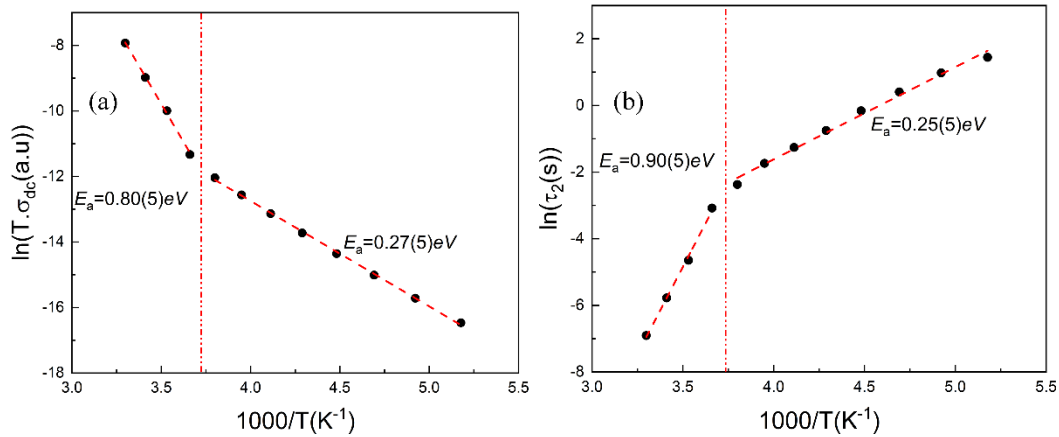 (a)
ln(T.σdc(a.u))
-8
-10
-12
-14
-16
-18
Ea=0.80(5)eV
Ea=0.27(5)eV
3.0 3.5 4.0 4.5 5.0 5.5
1000/T(K-1)
(b)
ln(τ2(s))
2
0
-2
-4
-6
-8
Ea=0.25(5)eV
Ea=0.90(5)eV
3.0 3.5 4.0 4.5 5.0 5.5
1000/T(K-1)